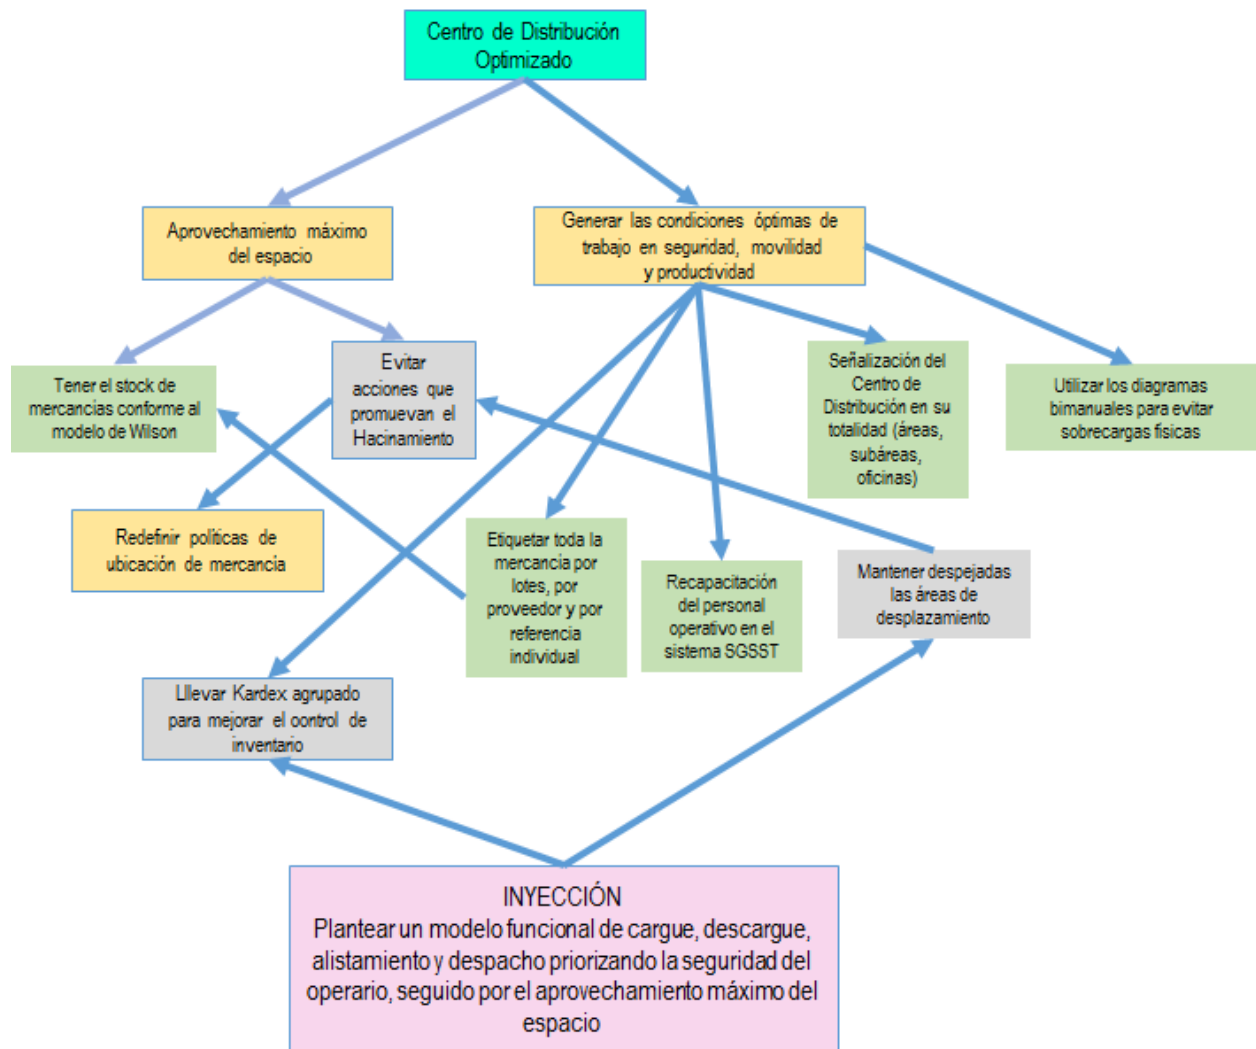 Centro de Distribución
Optimizado
Aprovechamiento máximo
del espacio
Generar las condiciones óptimas de
trabajo en seguridad, movilidad
y productividad
Tener el stock de
mercancías conforme al
modelo de Wilson
Evitar
acciones que
promuevan el
Hacinamiento
Señalización del
Centro de
Distribución en su
totalidad (áreas,
subáreas,
oficinas)
Utilizar los diagramas
bimanuales para evitar
sobrecargas físicas
Redefinir políticas de
ubicación de mercancía
Etiquetar toda la
mercancía por
lotes, por
proveedor y por
referencia
individual
Recapacitación
del personal
operativo en el
sistema SGSST
Mantener despejadas
las áreas de
desplazamiento
Lllevar Kardex agrupado
para mejorar el oontrol de
inventario
INYECCIÓN
Plantear un modelo funcional de cargue, descargue,
alistamiento y despacho priorizando la seguridad del
operario, seguido por el aprovechamiento máximo del
espacio